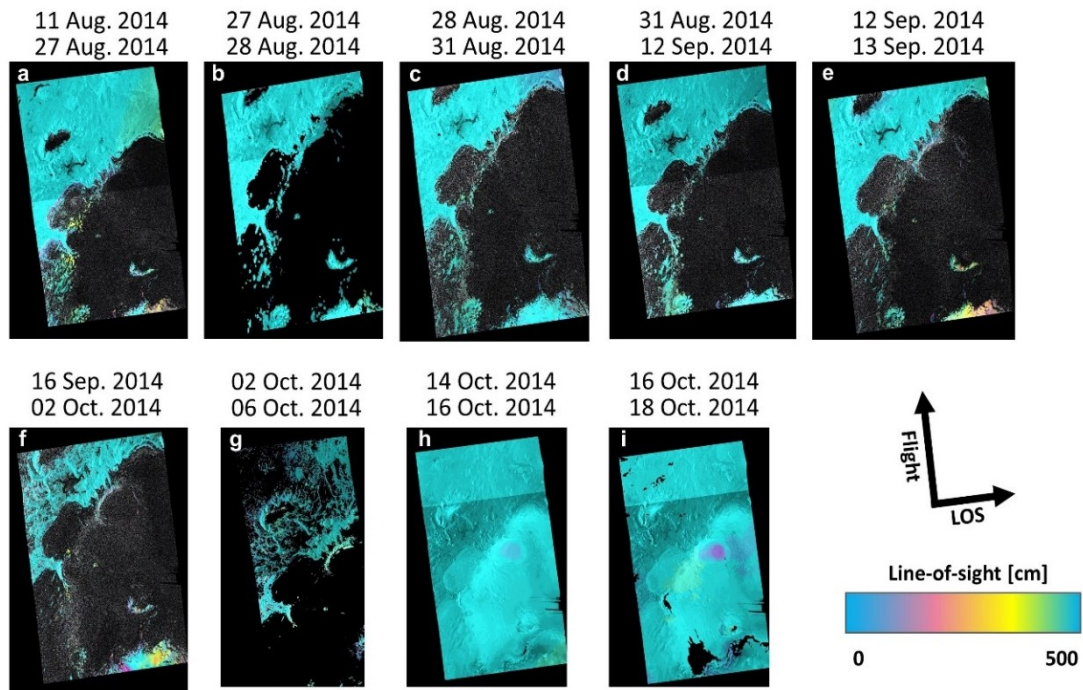 11 Aug. 2014
27 Aug. 2014
27 Aug. 2014
28 Aug. 2014
28 Aug. 2014
31 Aug. 2014
31 Aug. 2014
12 Sep. 2014
12 Sep. 2014
13 Sep. 2014
a
b
c
d
e
16 Sep. 2014
02 Oct. 2014
02 Oct. 2014
06 Oct. 2014
14 Oct. 2014
16 Oct. 2014
16 Oct. 2014
18 Oct. 2014
f
g
h
i
Flight
LOS
Line-of-sight [cm]
0
500